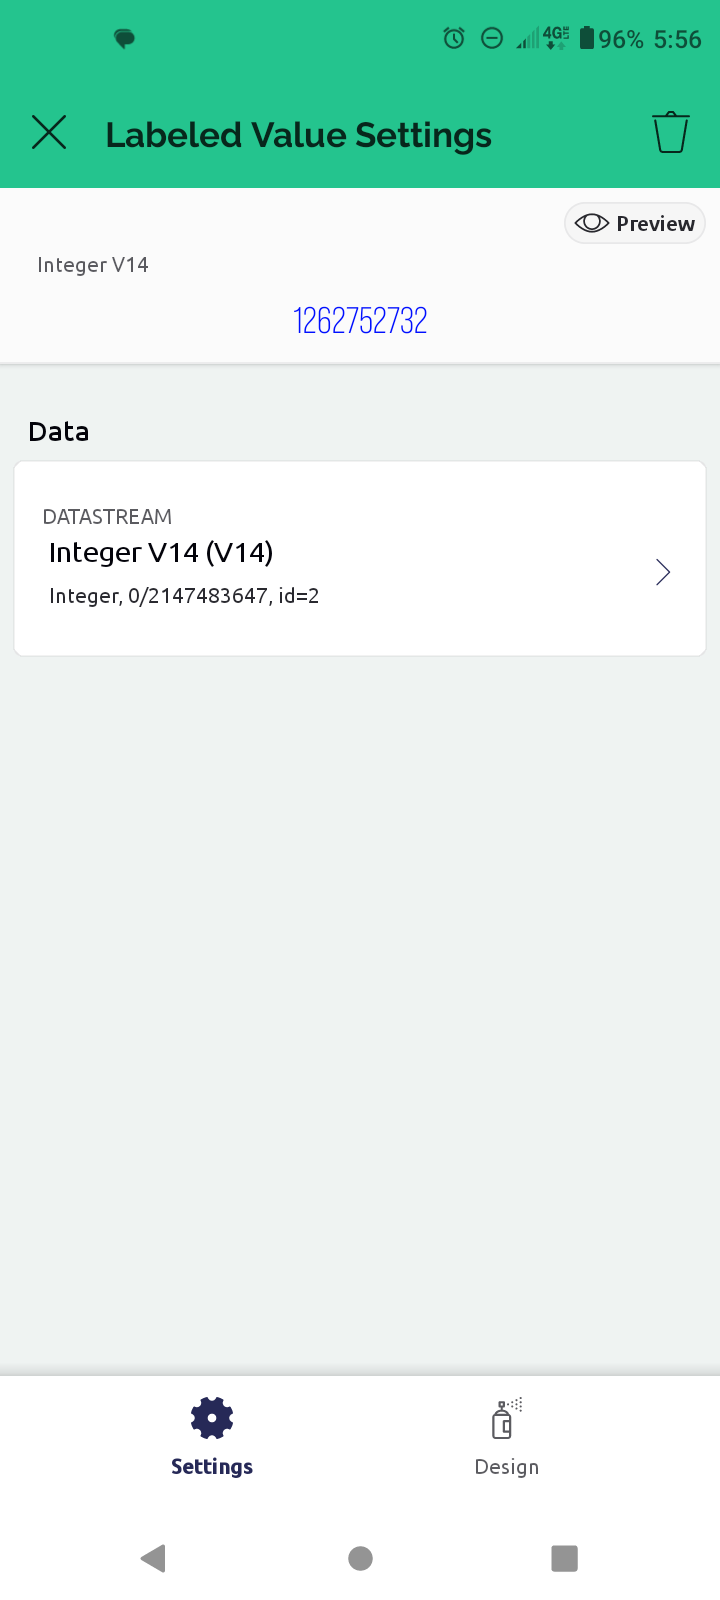 4G LTE 96% 5:56
Labeled Value Settings
Preview
Integer V14
1262752732
Data
DATASTREAM
Integer V14 (V14)
Integer, 0/2147483647, id=2
Settings
Design